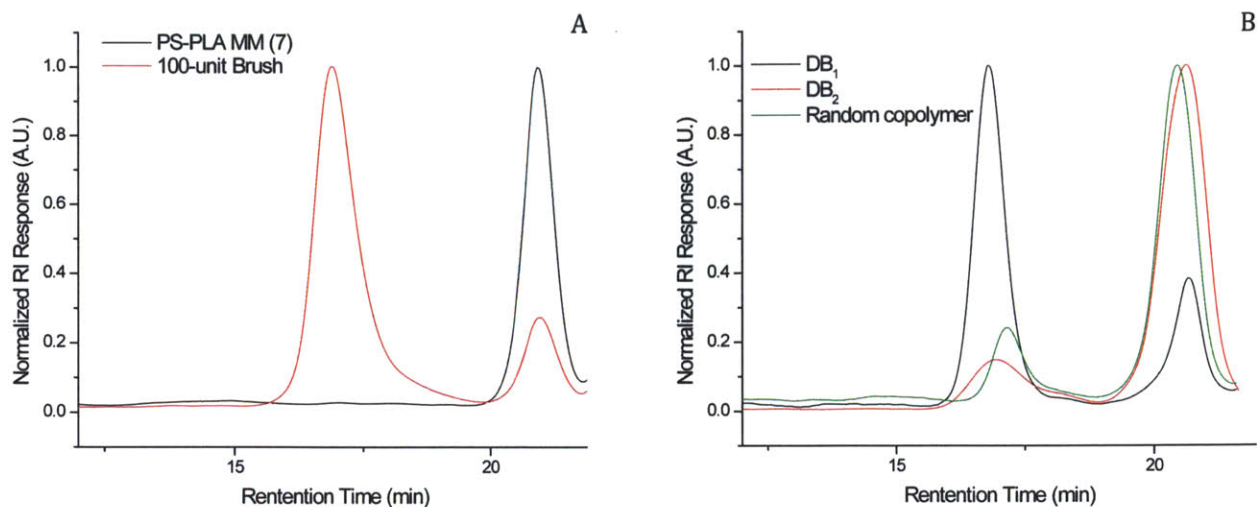 A
PS-PLA MM (7)
100-unit Brush
1.0
0.8
0.6
0.4
0.2
0.0
Normalized RI Response (A.U.)
15
20
Rentention Time (min)
B
DB₁
DB₂
Random copolymer
1.0
0.8
0.6
0.4
0.2
0.0
Normalized RI Response (A.U.)
15
20
Rentention Time (min)